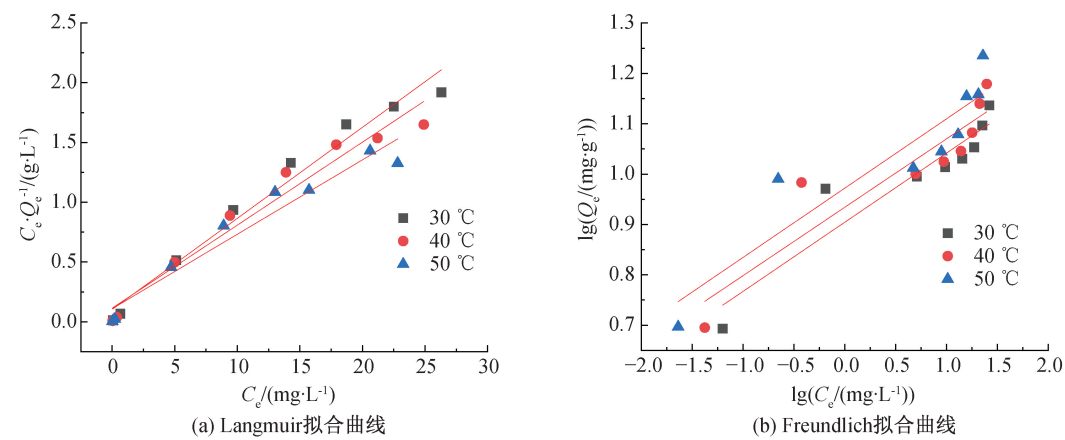 2.5
2.0
1.5
1.0
0.5
0.0
Cₑ·Qₑ⁻¹/(g·L⁻¹)
30 ℃
40 ℃
50 ℃
0 5 10 15 20 25 30
Cₑ/(mg·L⁻¹)
(a) Langmuir拟合曲线
1.3
1.2
1.1
1.0
0.9
0.8
0.7
lg(Qₑ/(mg·g⁻¹))
30 ℃
40 ℃
50 ℃
−2.0 −1.5 −1.0 −0.5 0.0 0.5 1.0 1.5 2.0
lg(Cₑ/(mg·L⁻¹))
(b) Freundlich拟合曲线